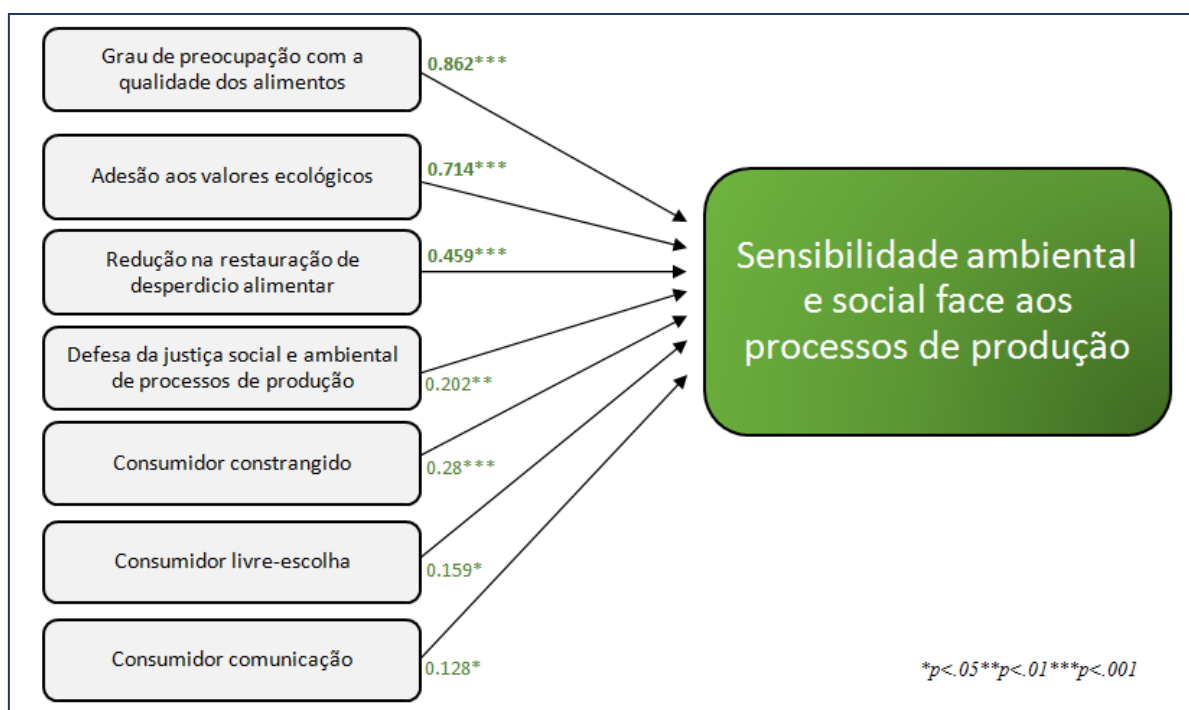 Grau de preocupação com a
qualidade dos alimentos
0.862***
Adesão aos valores ecológicos
0.714***
Redução na restauração de
desperdicio alimentar
0.459***
Defesa da justiça social e ambiental
de processos de produção
0.202**
Consumidor constrangido
0.28***
Consumidor livre-escolha
0.159*
Consumidor comunicação
0.128*
Sensibilidade ambiental
e social face aos
processos de produção
*p<.05**p<.01***p<.001